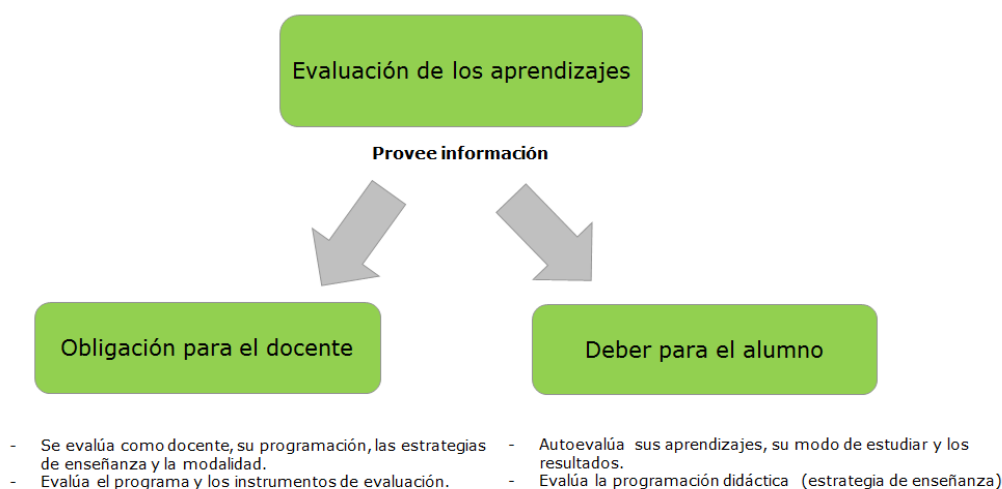 Evaluación de los aprendizajes
Provee información
Obligación para el docente
Deber para el alumno
- Se evalúa como docente, su programación, las estrategias
de enseñanza y la modalidad.
- Evalúa el programa y los instrumentos de evaluación.
- Autoevalúa sus aprendizajes, su modo de estudiar y los
resultados.
- Evalúa la programación didáctica (estrategia de enseñanza)